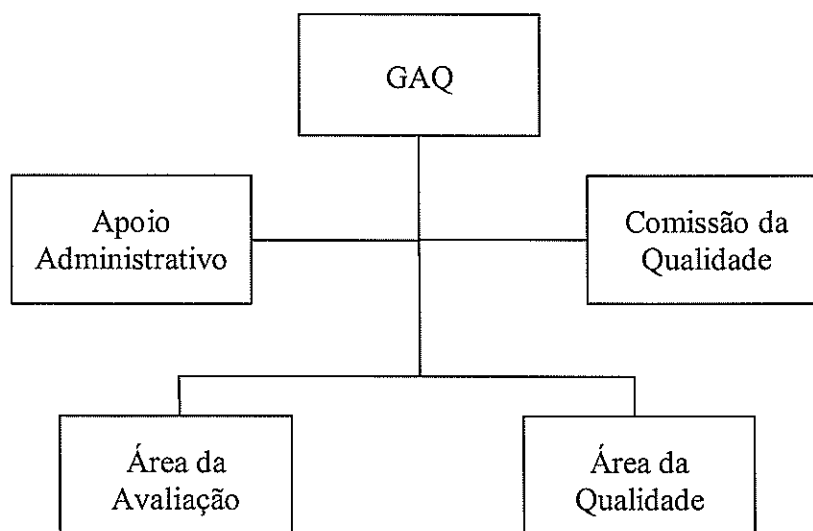 GAQ
Apoio
Administrativo
Comissão da
Qualidade
Área da
Avaliação
Área da
Qualidade